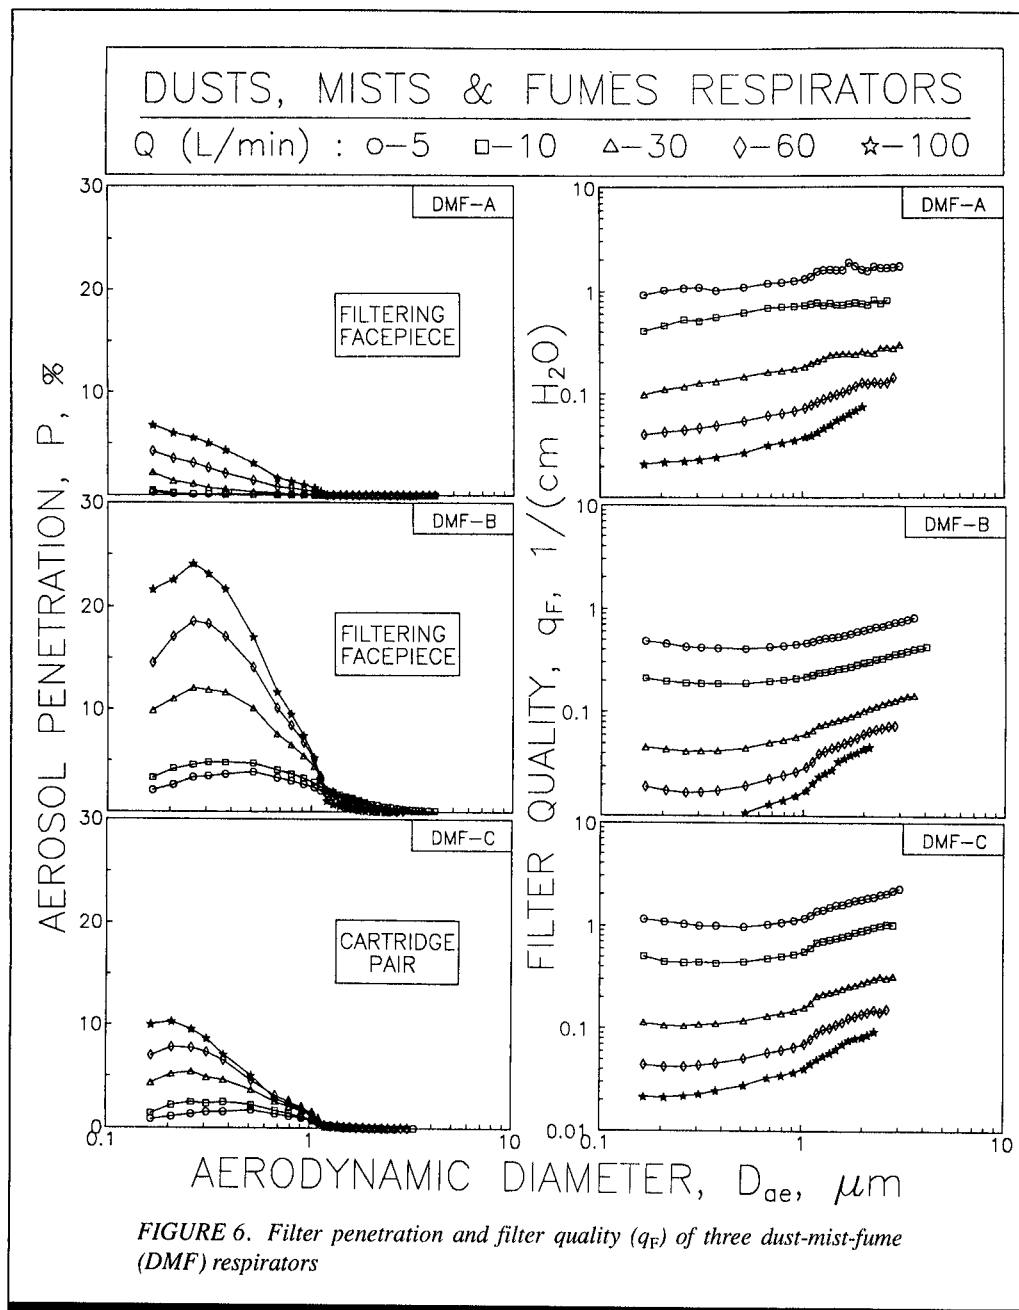 DUSTS, MISTS & FUMES RESPIRATORS
Q (L/min) : ○-5 □-10 △-30 ◇-60 ☆-100
AEROSOL PENETRATION, P, %
30
20
10
DMF-A
FILTERING
FACEPIECE
30
20
10
DMF-B
FILTERING
FACEPIECE
30
20
10
0
DMF-C
CARTRIDGE
PAIR
0.1 1 10
FILTER QUALITY, qF, 1/(cm H2O)
10
1
0.1
DMF-A
10
1
0.1
DMF-B
10
1
0.1
0.01
DMF-C
0.1 1 10
AERODYNAMIC DIAMETER, Dae, μm
FIGURE 6. Filter penetration and filter quality (qF) of three dust-mist-fume
(DMF) respirators